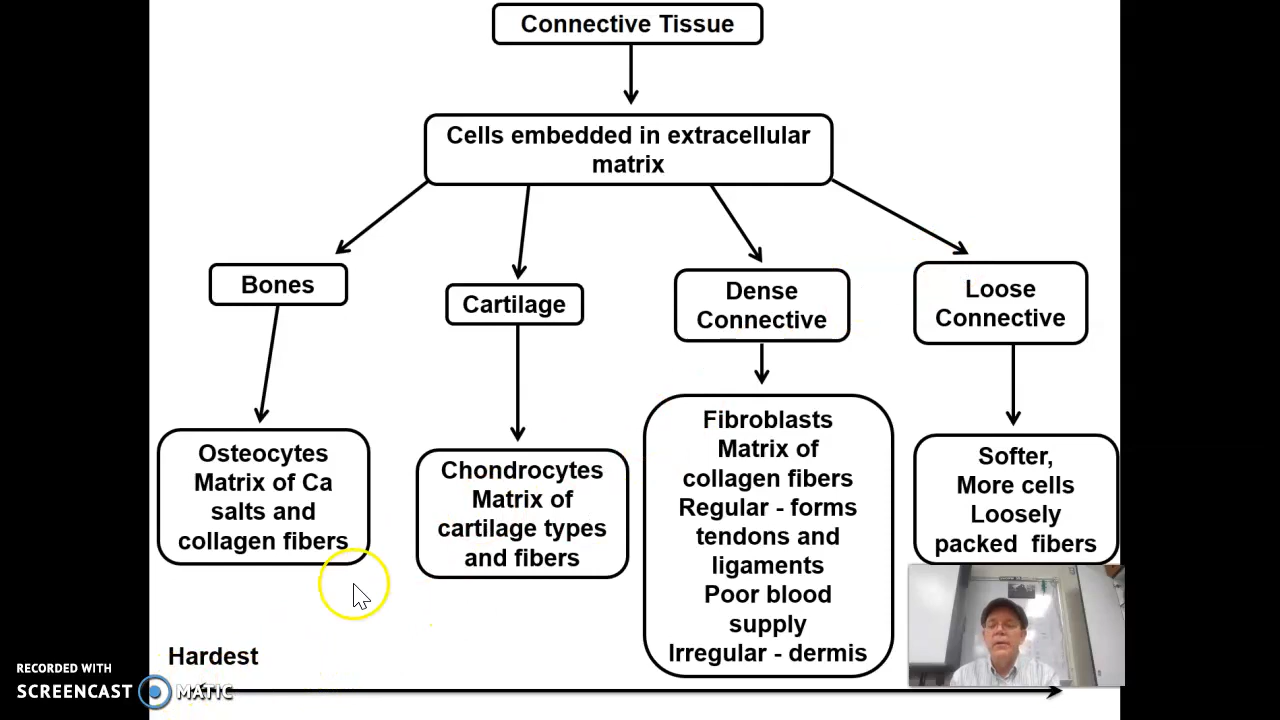 Connective Tissue
Cells embedded in extracellular
matrix
Bones
Cartilage
Dense
Connective
Loose
Connective
Osteocytes
Matrix of Ca
salts and
collagen fibers
Chondrocytes
Matrix of
cartilage types
and fibers
Fibroblasts
Matrix of
collagen fibers
Regular - forms
tendons and
ligaments
Poor blood
supply
Irregular - dermis
Softer,
More cells
Loosely
packed fibers
Hardest
RECORDED WITH
SCREENCAST MATIC